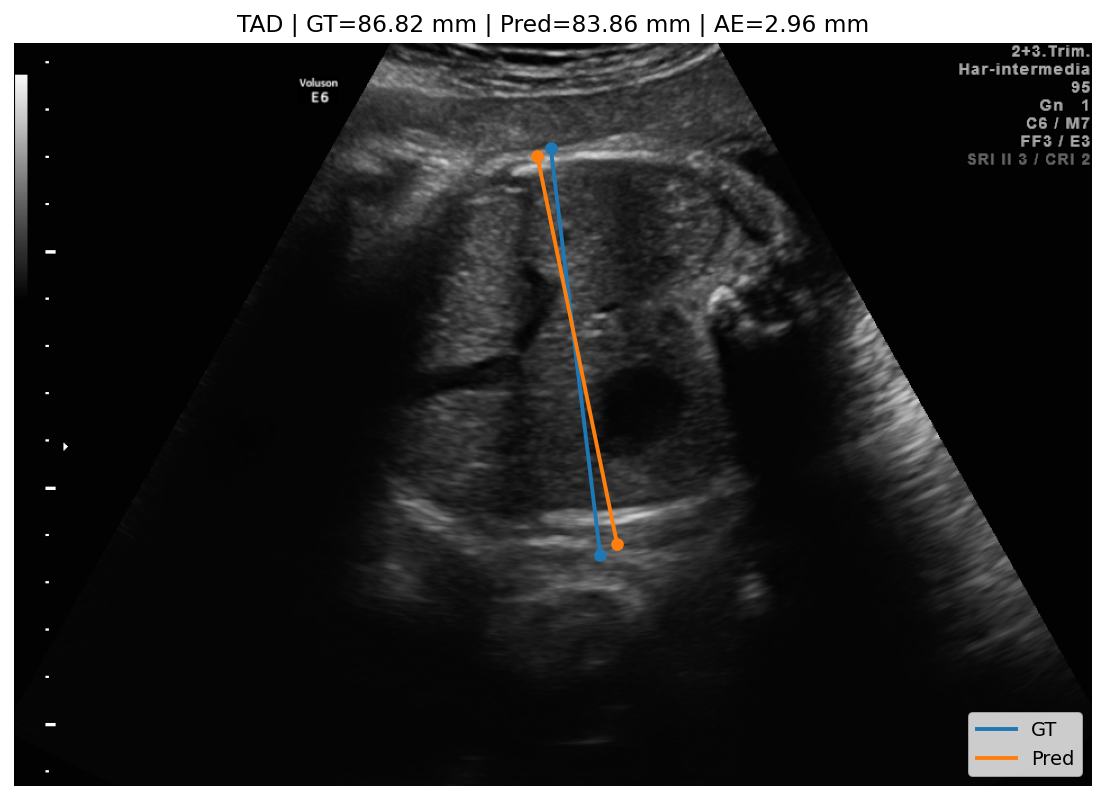 TAD | GT=86.82 mm | Pred=83.86 mm | AE=2.96 mm
Voluson
E6
2+3.Trim.
Har-intermedia
95
Gn 1
C6 / M7
FF3 / E3
SRI II 3 / CRI 2
GT
Pred